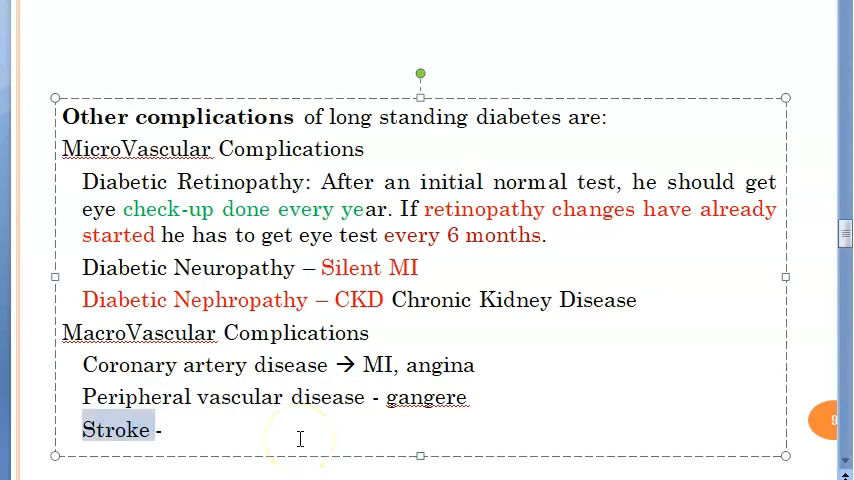 Other complications of long standing diabetes are:
MicroVascular Complications
Diabetic Retinopathy: After an initial normal test, he should get
eye check-up done every year. If retinopathy changes have already
started he has to get eye test every 6 months.
Diabetic Neuropathy – Silent MI
Diabetic Nephropathy – CKD Chronic Kidney Disease
MacroVascular Complications
Coronary artery disease → MI, angina
Peripheral vascular disease - gangere
Stroke -